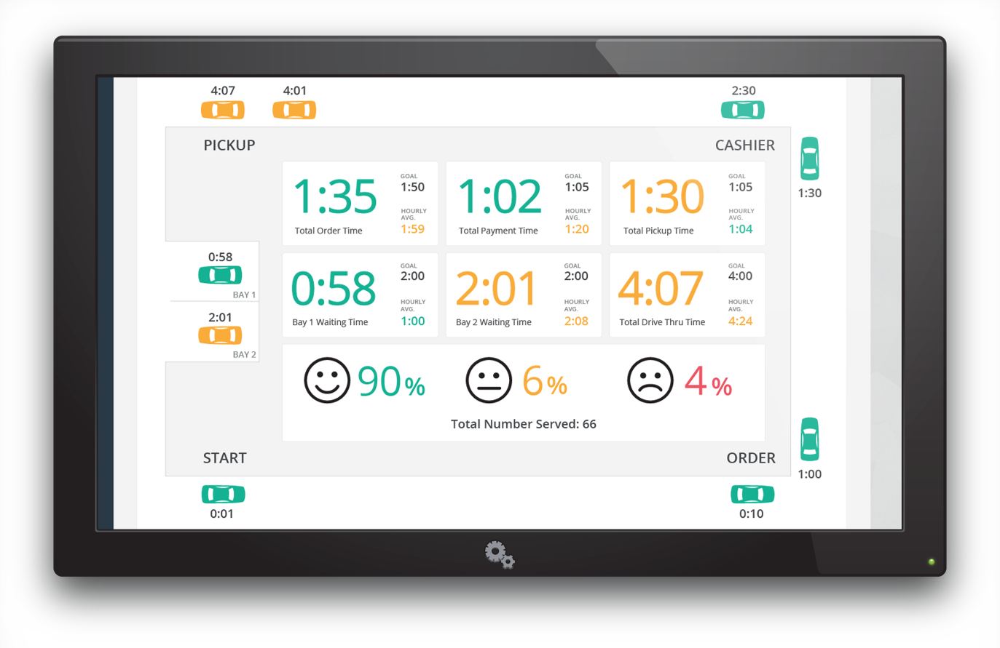 4:07
4:01
2:30
PICKUP
CASHIER
1:30
1:35
GOAL
1:50
HOURLY
AVG.
1:59
Total Order Time
1:02
GOAL
1:05
HOURLY
AVG.
1:20
Total Payment Time
1:30
GOAL
1:05
HOURLY
AVG.
1:04
Total Pickup Time
0:58
BAY 1
2:01
BAY 2
0:58
GOAL
2:00
HOURLY
AVG.
1:00
Bay 1 Waiting Time
2:01
GOAL
2:00
HOURLY
AVG.
2:08
Bay 2 Waiting Time
4:07
GOAL
4:00
HOURLY
AVG.
4:24
Total Drive Thru Time
90%
6%
4%
Total Number Served: 66
START
ORDER
1:00
0:01
0:10